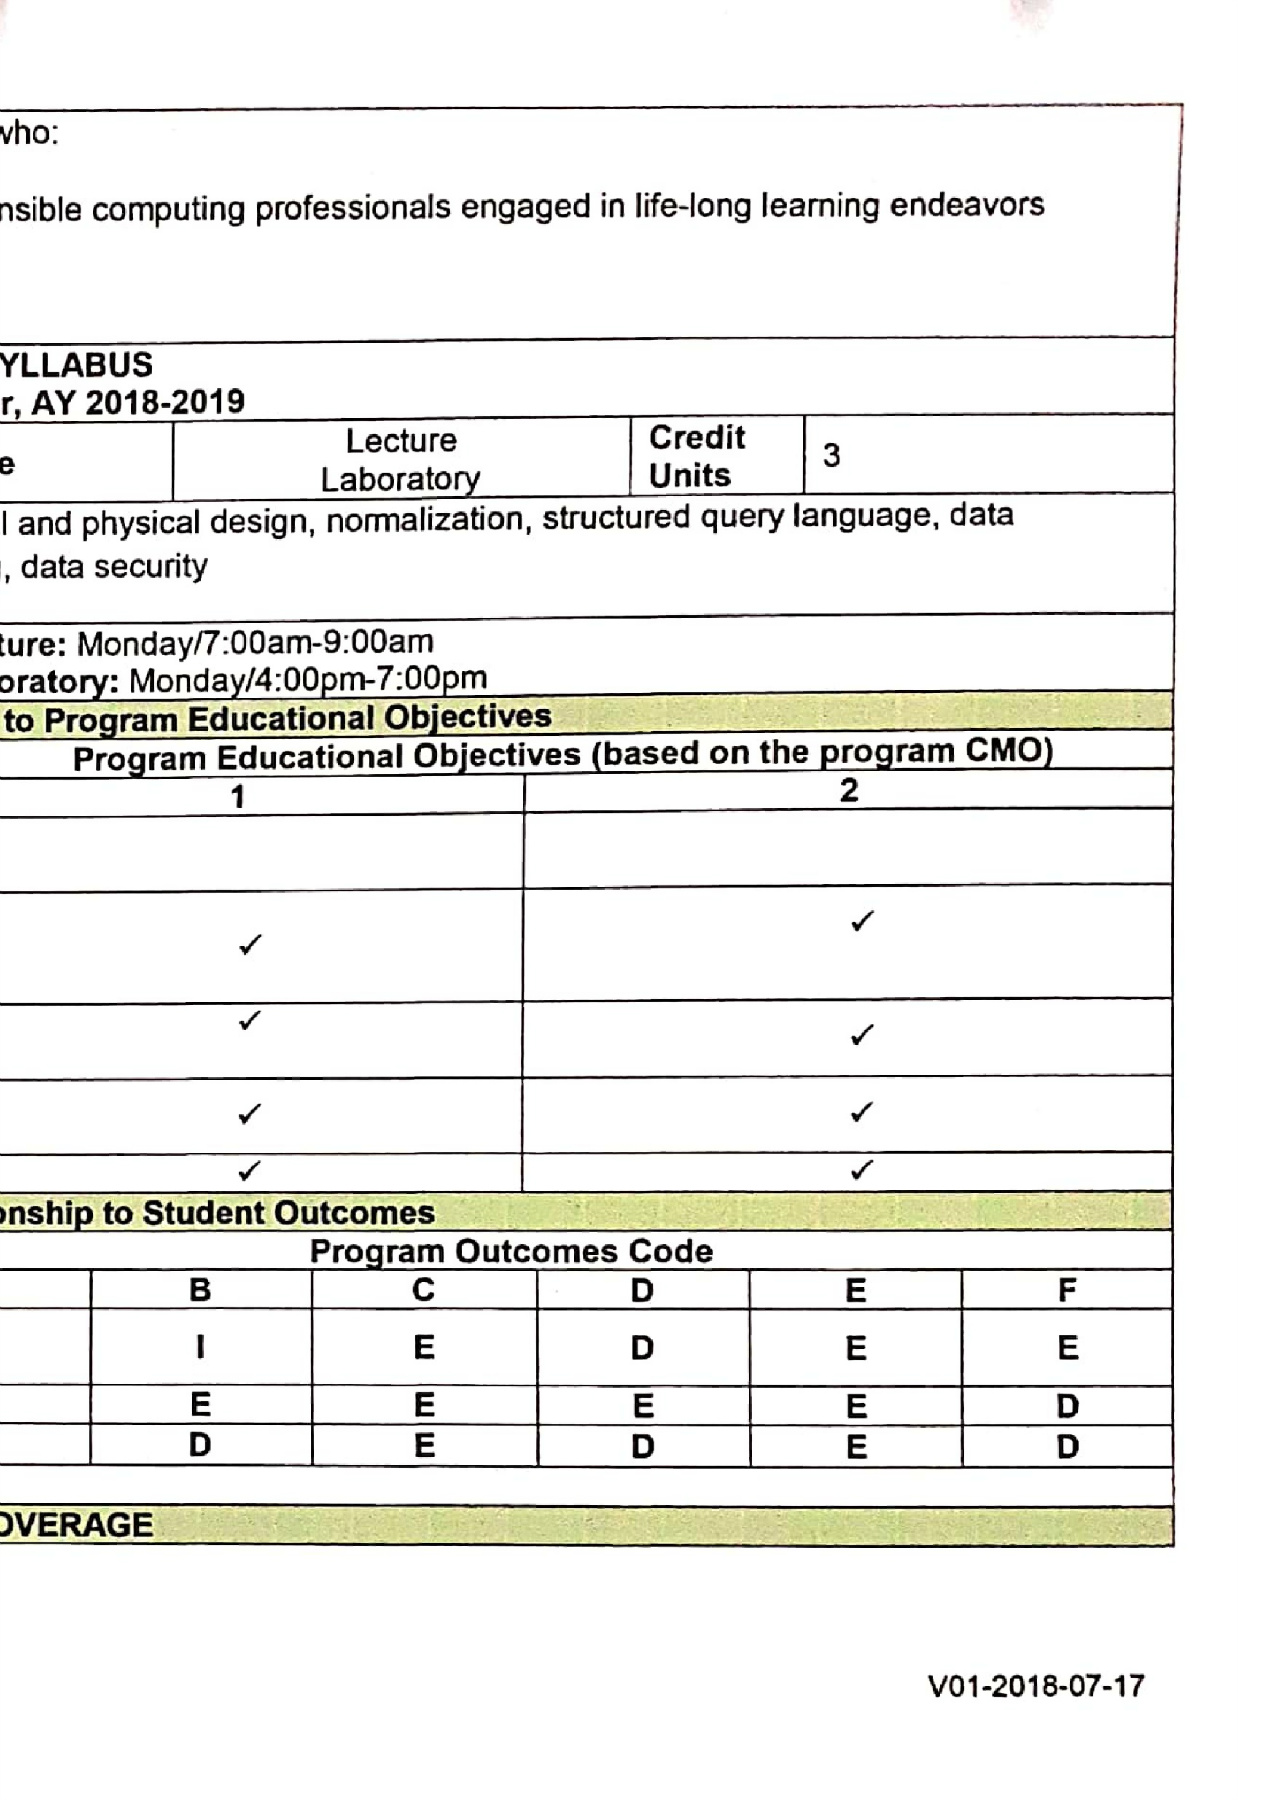 who:
nsible computing professionals engaged in life-long learning endeavors
YLLABUS
r, AY 2018-2019
e
Lecture
Laboratory
Credit
Units
3
l and physical design, normalization, structured query language, data
, data security
ture: Monday/7:00am-9:00am
oratory: Monday/4:00pm-7:00pm
to Program Educational Objectives
Program Educational Objectives (based on the program CMO)
1 2
✓ ✓
✓ ✓
✓ ✓
✓ ✓
onship to Student Outcomes
Program Outcomes Code
B C D E F
I E D E E
E E E E D
D E D E D
OVERAGE
V01-2018-07-17